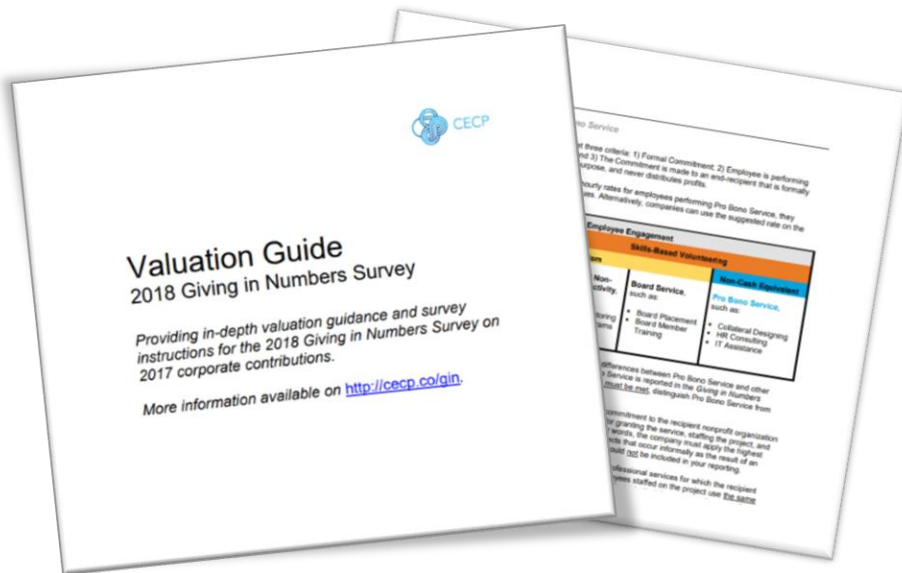 CECP
Valuation Guide
2018 Giving in Numbers Survey
Providing in-depth valuation guidance and survey
instructions for the 2018 Giving in Numbers Survey on
2017 corporate contributions.
More information available on http://cecp.co/gin.
no Service
t three criteria: 1) Formal Commitment; 2) Employee is performing
nd 3) The Commitment is made to an end-recipient that is formally
urpose, and never distributes profits.
hourly rates for employees performing Pro Bono Service, they
ues. Alternatively, companies can use the suggested rate on the
Employee Engagement
Skills-Based Volunteering
Non-Cash Equivalent
Board Service,
such as:
• Board Placement
• Board Member
Training
Pro Bono Service,
such as:
• Collateral Designing
• HR Consulting
• IT Assistance
differences between Pro Bono Service and other
Service is reported in the Giving in Numbers
must be met, distinguish Pro Bono Service from
commitment to the recipient nonprofit organization
or granting the service, staffing the project, and
words, the company must apply the highest
cts that occur informally as the result of an
ould not be included in your reporting.
ofessional services for which the recipient
yees staffed on the project use the same